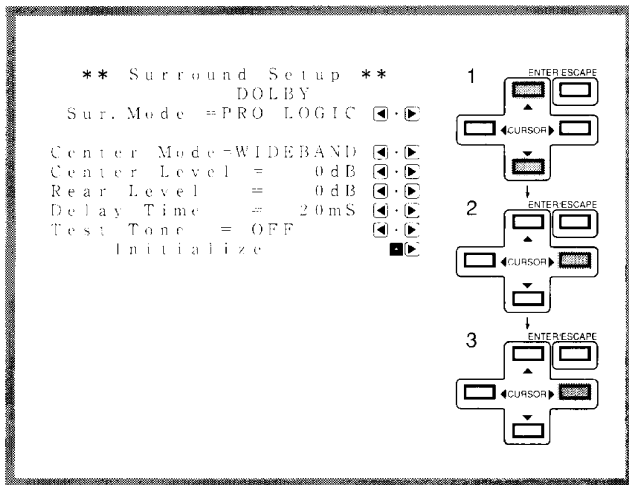 ** Surround Setup **
DOLBY
Sur. Mode =PRO LOGIC ◀·▶
Center Mode=WIDEBAND ◀·▶
Center Level = 0dB ◀·▶
Rear Level = 0dB ◀·▶
Delay Time = 20mS ◀·▶
Test Tone = OFF ◀·▶
Initialize ■▶
1
ENTER/ESCAPE
CURSOR
2
ENTER/ESCAPE
CURSOR
3
ENTER/ESCAPE
CURSOR